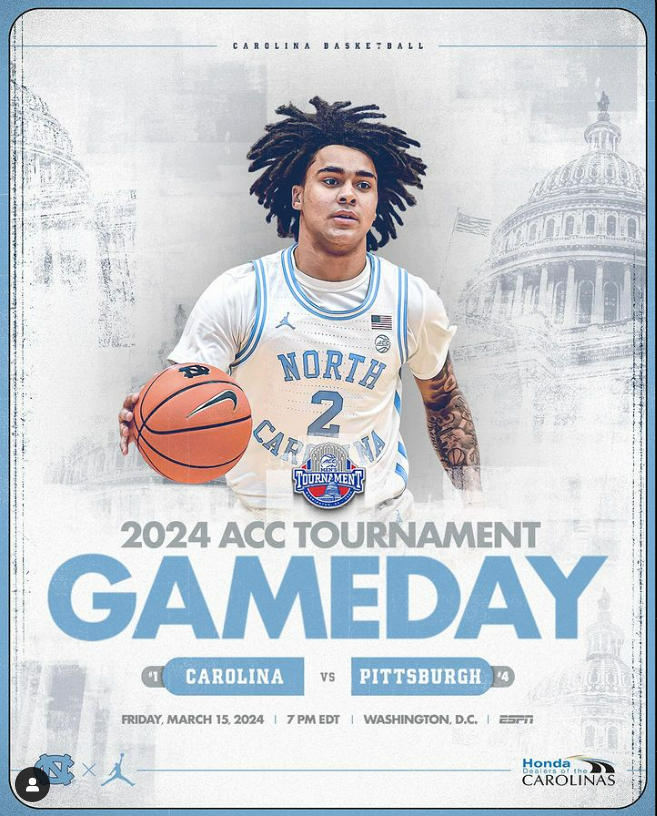 CAROLINA BASKETBALL
NORTH
2
CAROLINA
TOURNAMENT
2024 ACC TOURNAMENT
GAMEDAY
#1 CAROLINA VS PITTSBURGH #4
FRIDAY, MARCH 15, 2024 | 7 PM EDT | WASHINGTON, D.C. | ESPN
NC × 
Honda
Dealers of the
CAROLINAS